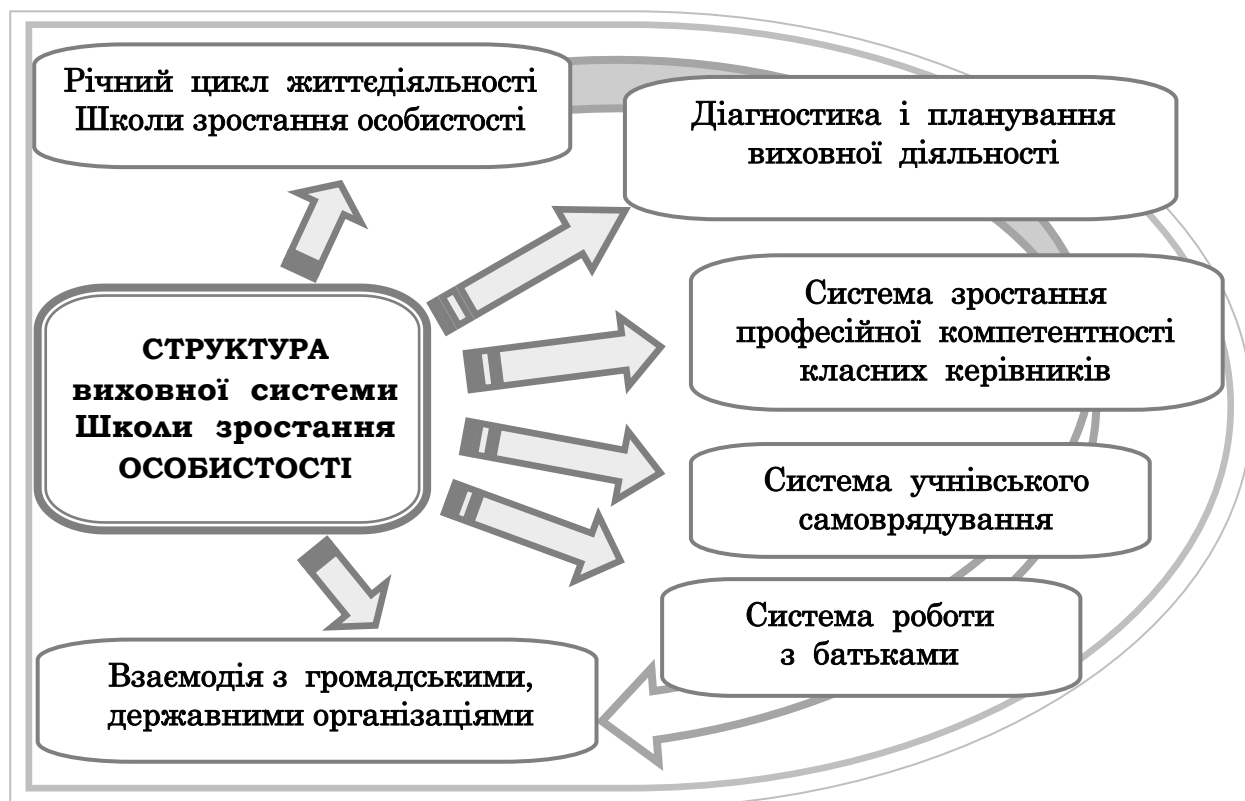 Річний цикл життєдіяльності
Школи зростання особистості
Діагностика і планування
виховної діяльності
СТРУКТУРА
виховної системи
Школи зростання
ОСОБИСТОСТІ
Система зростання
професійної компетентності
класних керівників
Система учнівського
самоврядування
Система роботи
з батьками
Взаємодія з громадськими,
державними організаціями